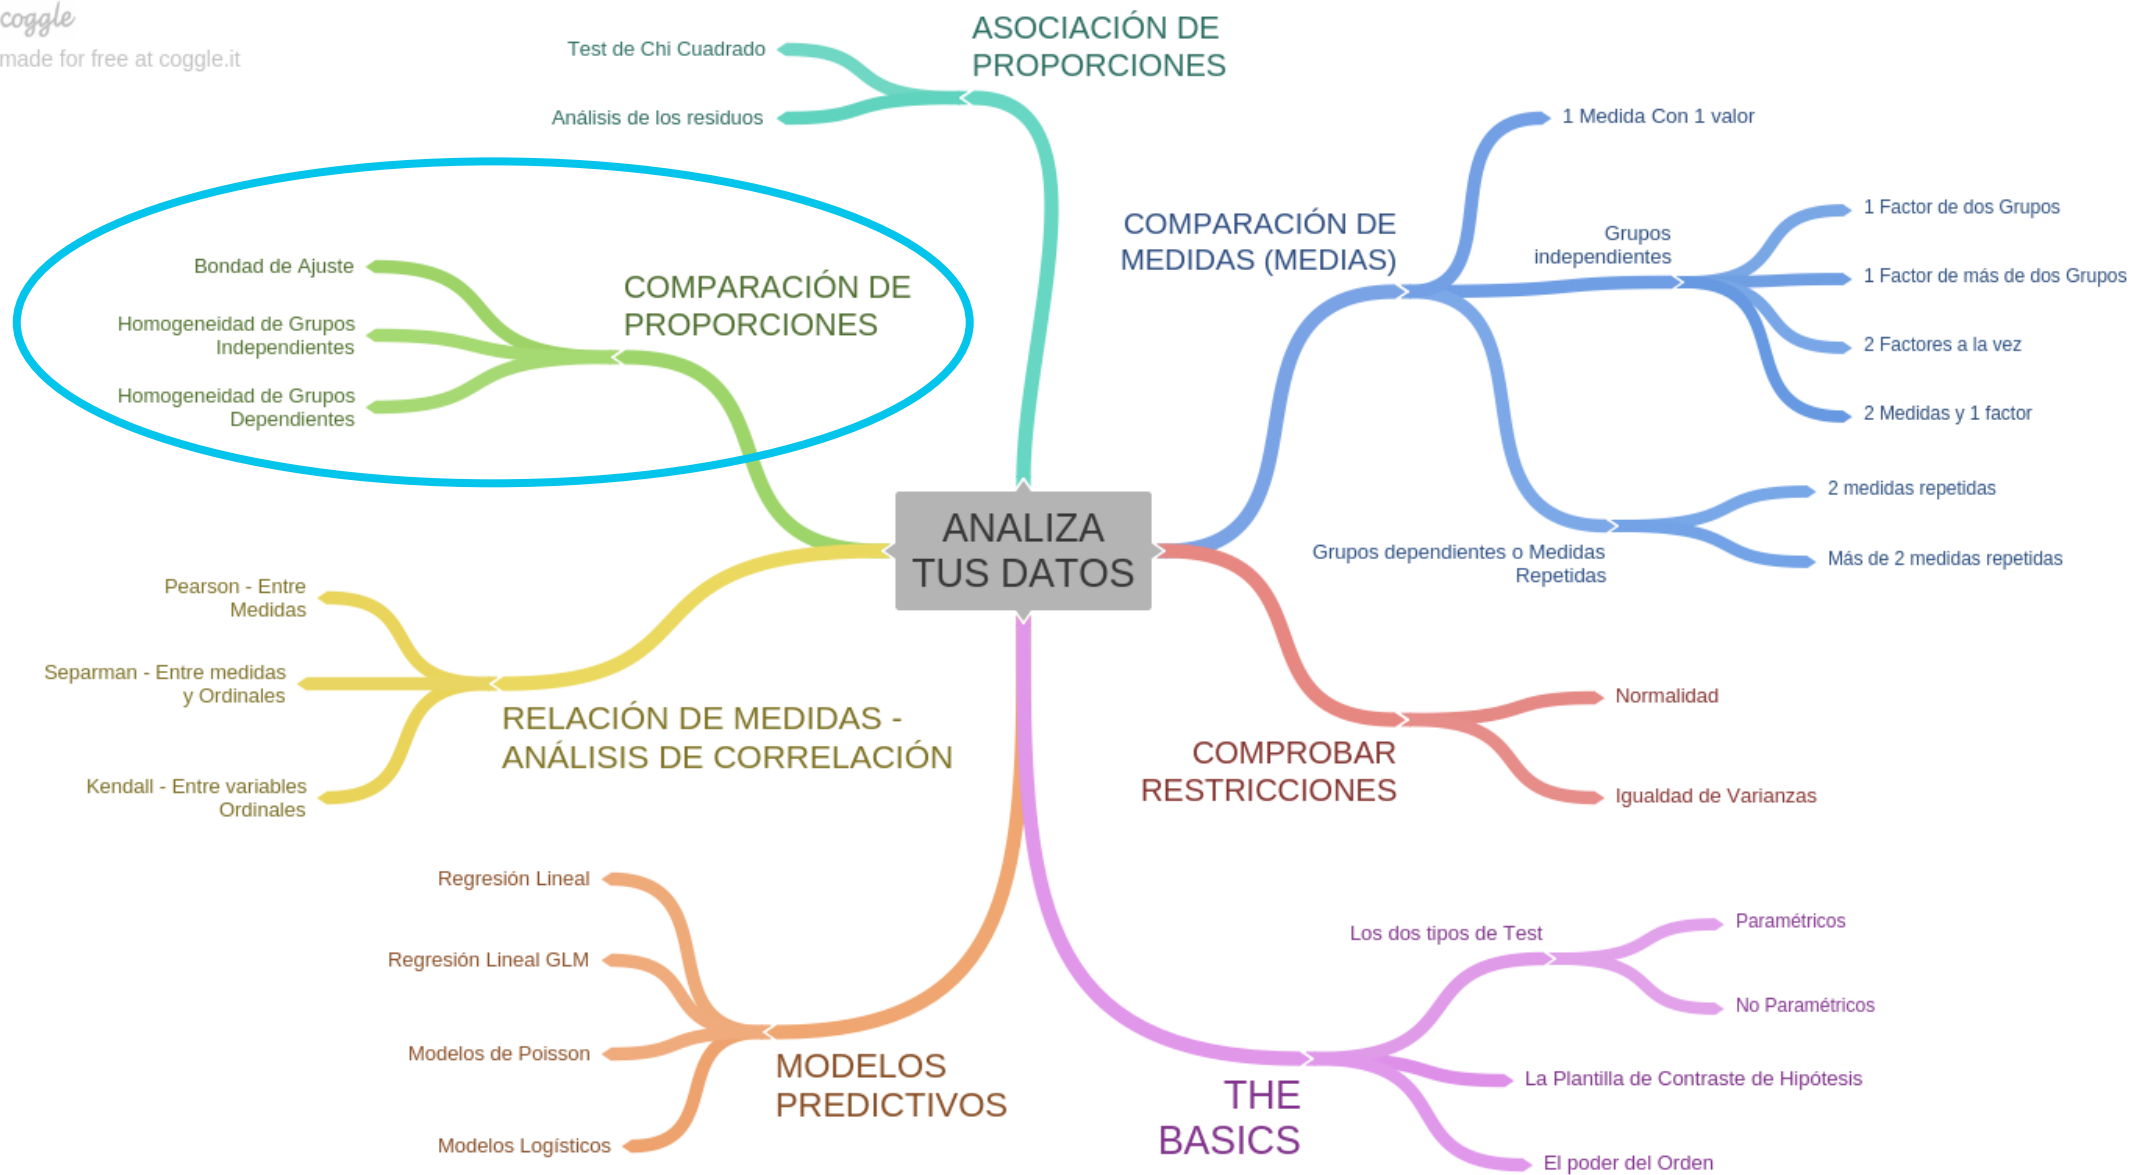 coggle
made for free at coggle.it
ASOCIACIÓN DE
PROPORCIONES
Test de Chi Cuadrado
Análisis de los residuos
COMPARACIÓN DE
PROPORCIONES
Bondad de Ajuste
Homogeneidad de Grupos
Independientes
Homogeneidad de Grupos
Dependientes
COMPARACIÓN DE
MEDIDAS (MEDIAS)
1 Medida Con 1 valor
Grupos
independientes
1 Factor de dos Grupos
1 Factor de más de dos Grupos
2 Factores a la vez
2 Medidas y 1 factor
Grupos dependientes o Medidas
Repetidas
2 medidas repetidas
Más de 2 medidas repetidas
ANALIZA
TUS DATOS
RELACIÓN DE MEDIDAS -
ANÁLISIS DE CORRELACIÓN
Pearson - Entre
Medidas
Separman - Entre medidas
y Ordinales
Kendall - Entre variables
Ordinales
COMPROBAR
RESTRICCIONES
Normalidad
Igualdad de Varianzas
MODELOS
PREDICTIVOS
Regresión Lineal
Regresión Lineal GLM
Modelos de Poisson
Modelos Logísticos
THE
BASICS
Los dos tipos de Test
Paramétricos
No Paramétricos
La Plantilla de Contraste de Hipótesis
El poder del Orden